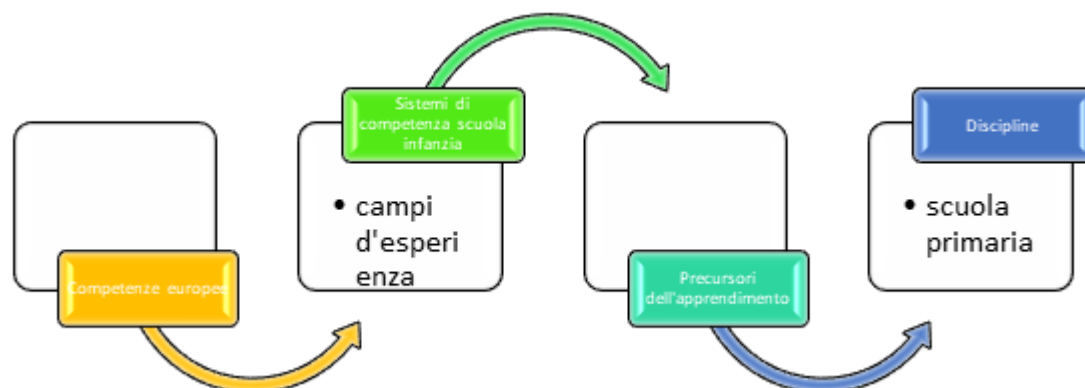 Competenze europee
Sistemi di
competenza scuola
infanzia
• campi
d'esperi
enza
Precursori
dell'apprendimento
Discipline
• scuola
primaria